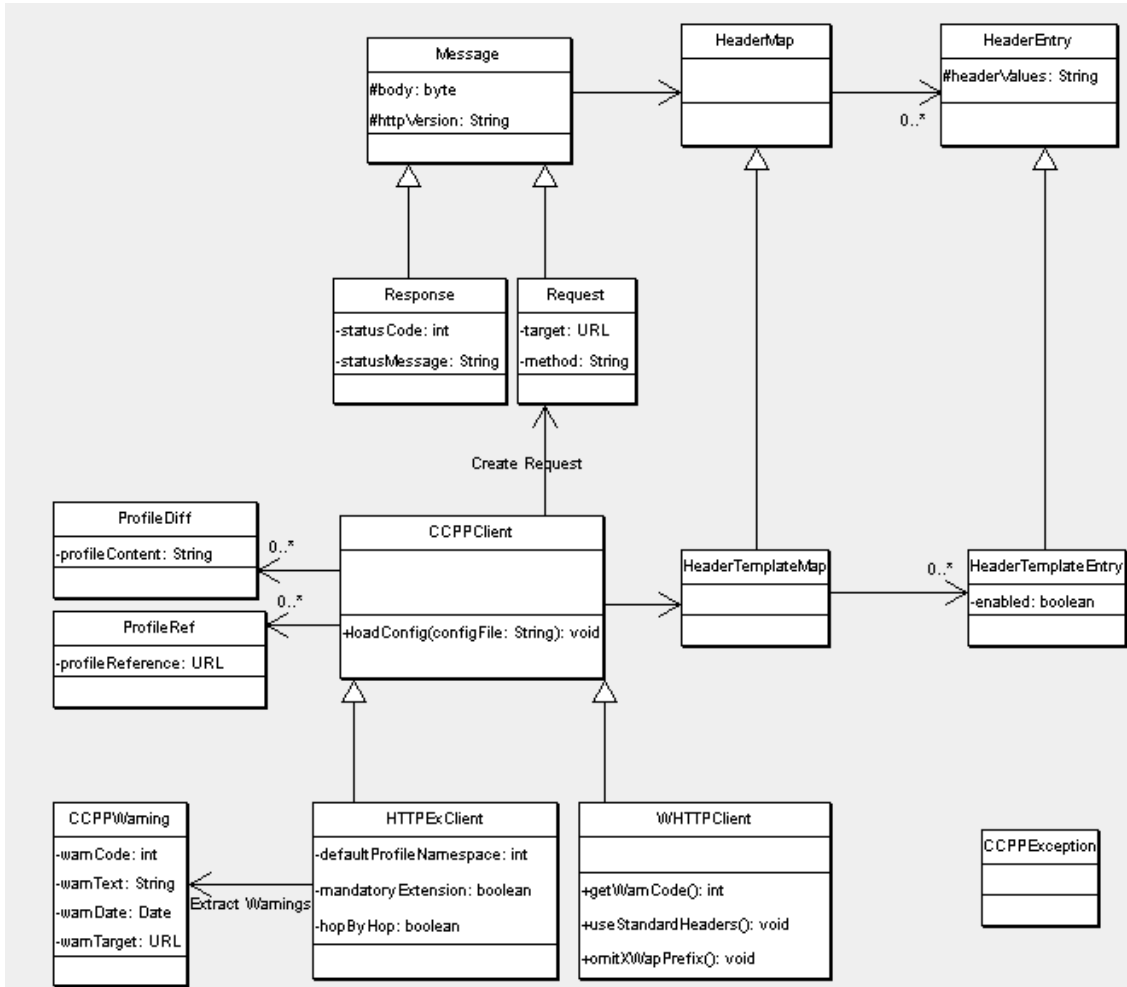 Message
#body: byte
#httpVersion: String
HeaderMap
HeaderEntry
#headerValues: String
0..*
Response
-statusCode: int
-statusMessage: String
Request
-target: URL
-method: String
Create Request
ProfileDiff
-profileContent: String
0..*
ProfileRef
-profileReference: URL
0..*
CCPPClient
+loadConfig(configFile: String): void
HeaderTemplateMap
0..*
HeaderTemplateEntry
-enabled: boolean
CCPPWarning
-warnCode: int
-warnText: String
-warnDate: Date
-warnTarget: URL
Extract Warnings
HTTPExClient
-defaultProfileNamespace: int
-mandatoryExtension: boolean
-hopByHop: boolean
WHTTPClient
+getWarnCode(): int
+useStandardHeaders(): void
+omitXWapPrefix(): void
CCPPException